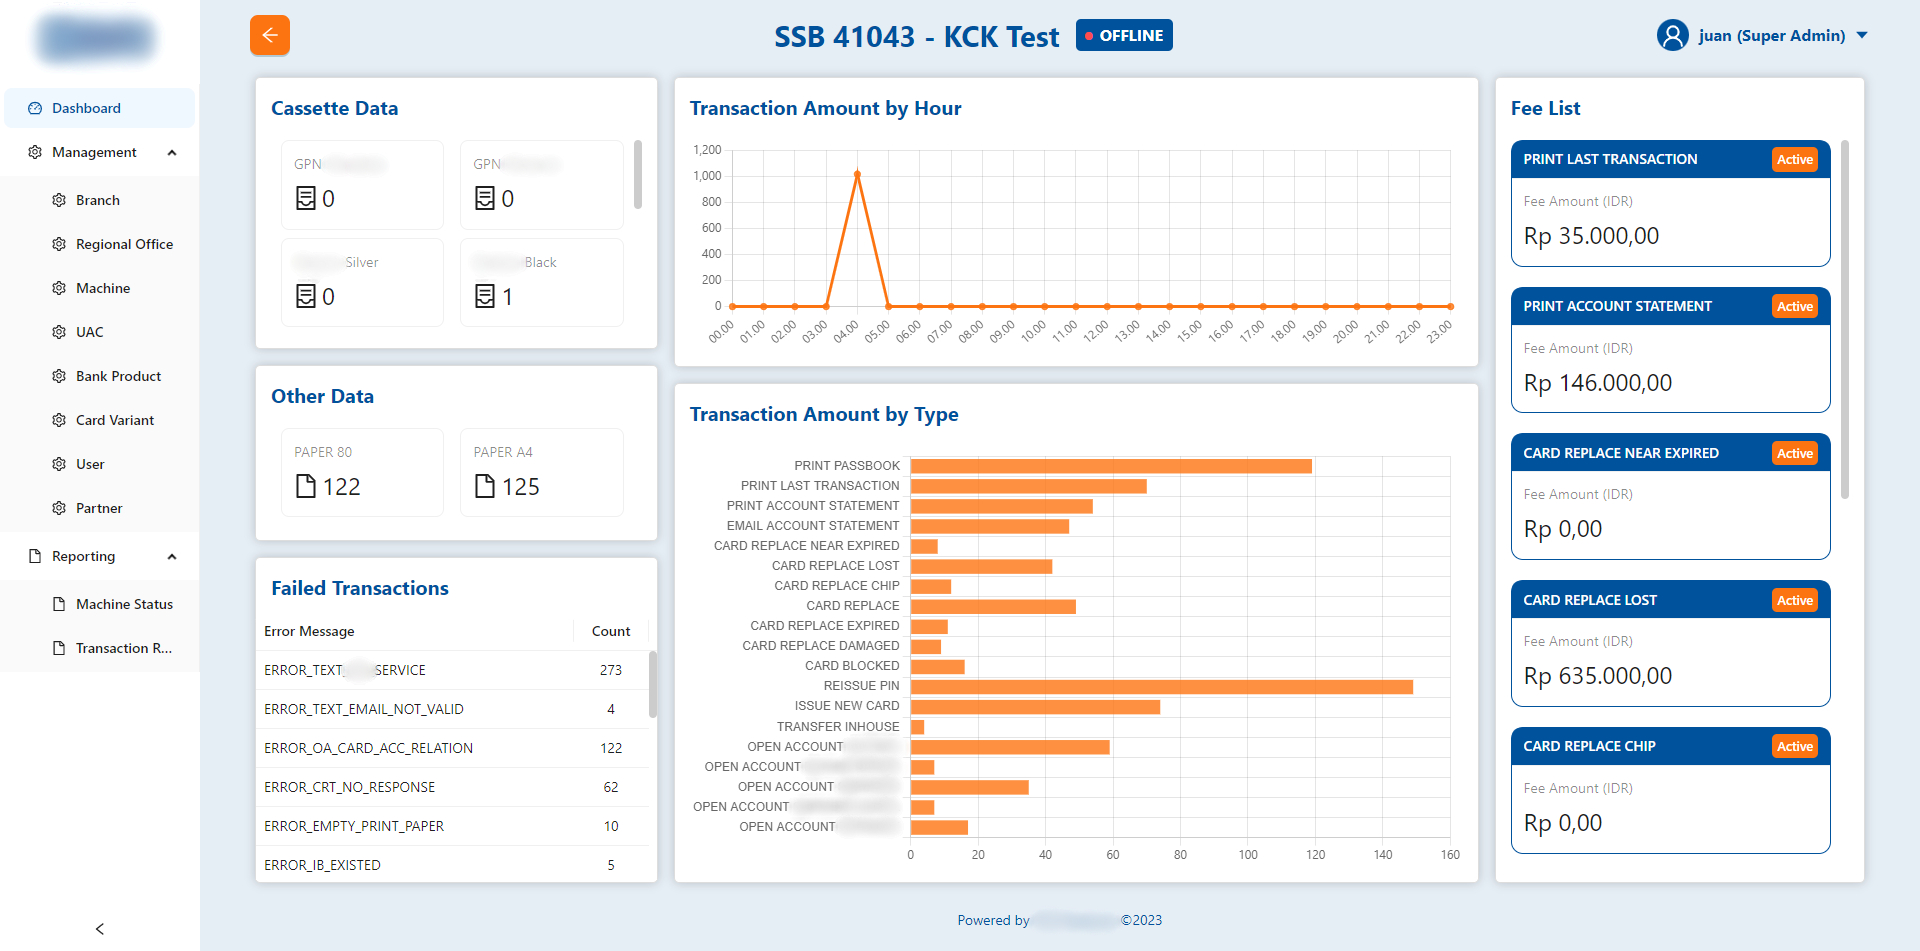 SSB 41043 - KCK Test
OFFLINE
juan (Super Admin)
Dashboard
Management
Branch
Regional Office
Machine
UAC
Bank Product
Card Variant
User
Partner
Reporting
Machine Status
Transaction R...
Cassette Data
GPN
0
GPN
0
Silver
0
Black
1
Other Data
PAPER 80
122
PAPER A4
125
Failed Transactions
Error Message Count
ERROR_TEXT_ SERVICE 273
ERROR_TEXT_EMAIL_NOT_VALID 4
ERROR_OA_CARD_ACC_RELATION 122
ERROR_CRT_NO_RESPONSE 62
ERROR_EMPTY_PRINT_PAPER 10
ERROR_IB_EXISTED 5
Transaction Amount by Hour
1,200
1,000
800
600
400
200
0
00.00 01.00 02.00 03.00 04.00 05.00 06.00 07.00 08.00 09.00 10.00 11.00 12.00 13.00 14.00 15.00 16.00 17.00 18.00 19.00 20.00 21.00 22.00 23.00
Transaction Amount by Type
PRINT PASSBOOK
PRINT LAST TRANSACTION
PRINT ACCOUNT STATEMENT
EMAIL ACCOUNT STATEMENT
CARD REPLACE NEAR EXPIRED
CARD REPLACE LOST
CARD REPLACE CHIP
CARD REPLACE
CARD REPLACE EXPIRED
CARD REPLACE DAMAGED
CARD BLOCKED
REISSUE PIN
ISSUE NEW CARD
TRANSFER INHOUSE
OPEN ACCOUNT
OPEN ACCOUNT
OPEN ACCOUNT
OPEN ACCOUNT
OPEN ACCOUNT
0 20 40 60 80 100 120 140 160
Fee List
PRINT LAST TRANSACTION Active
Fee Amount (IDR)
Rp 35.000,00
PRINT ACCOUNT STATEMENT Active
Fee Amount (IDR)
Rp 146.000,00
CARD REPLACE NEAR EXPIRED Active
Fee Amount (IDR)
Rp 0,00
CARD REPLACE LOST Active
Fee Amount (IDR)
Rp 635.000,00
CARD REPLACE CHIP Active
Fee Amount (IDR)
Rp 0,00
Powered by ©2023